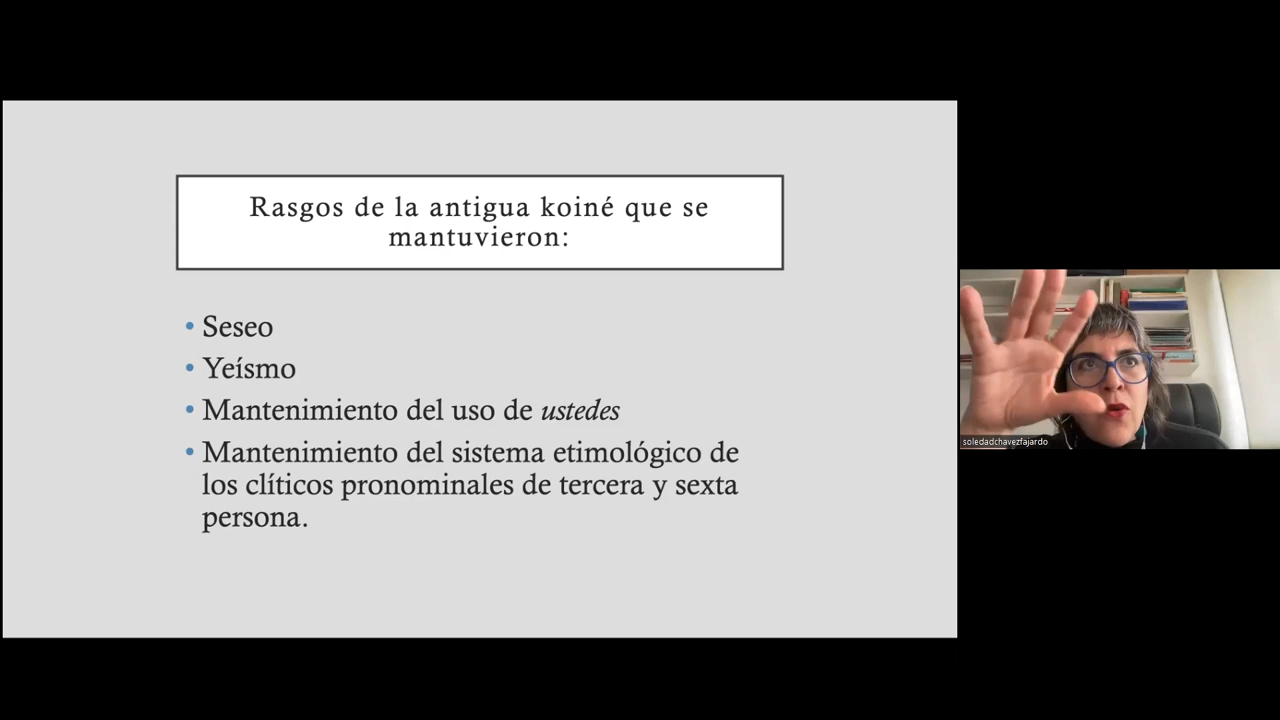 Rasgos de la antigua koiné que se
mantuvieron:
• Seseo
• Yeísmo
• Mantenimiento del uso de ustedes
• Mantenimiento del sistema etimológico de
los clíticos pronominales de tercera y sexta
persona.
soledadchavezfajardo